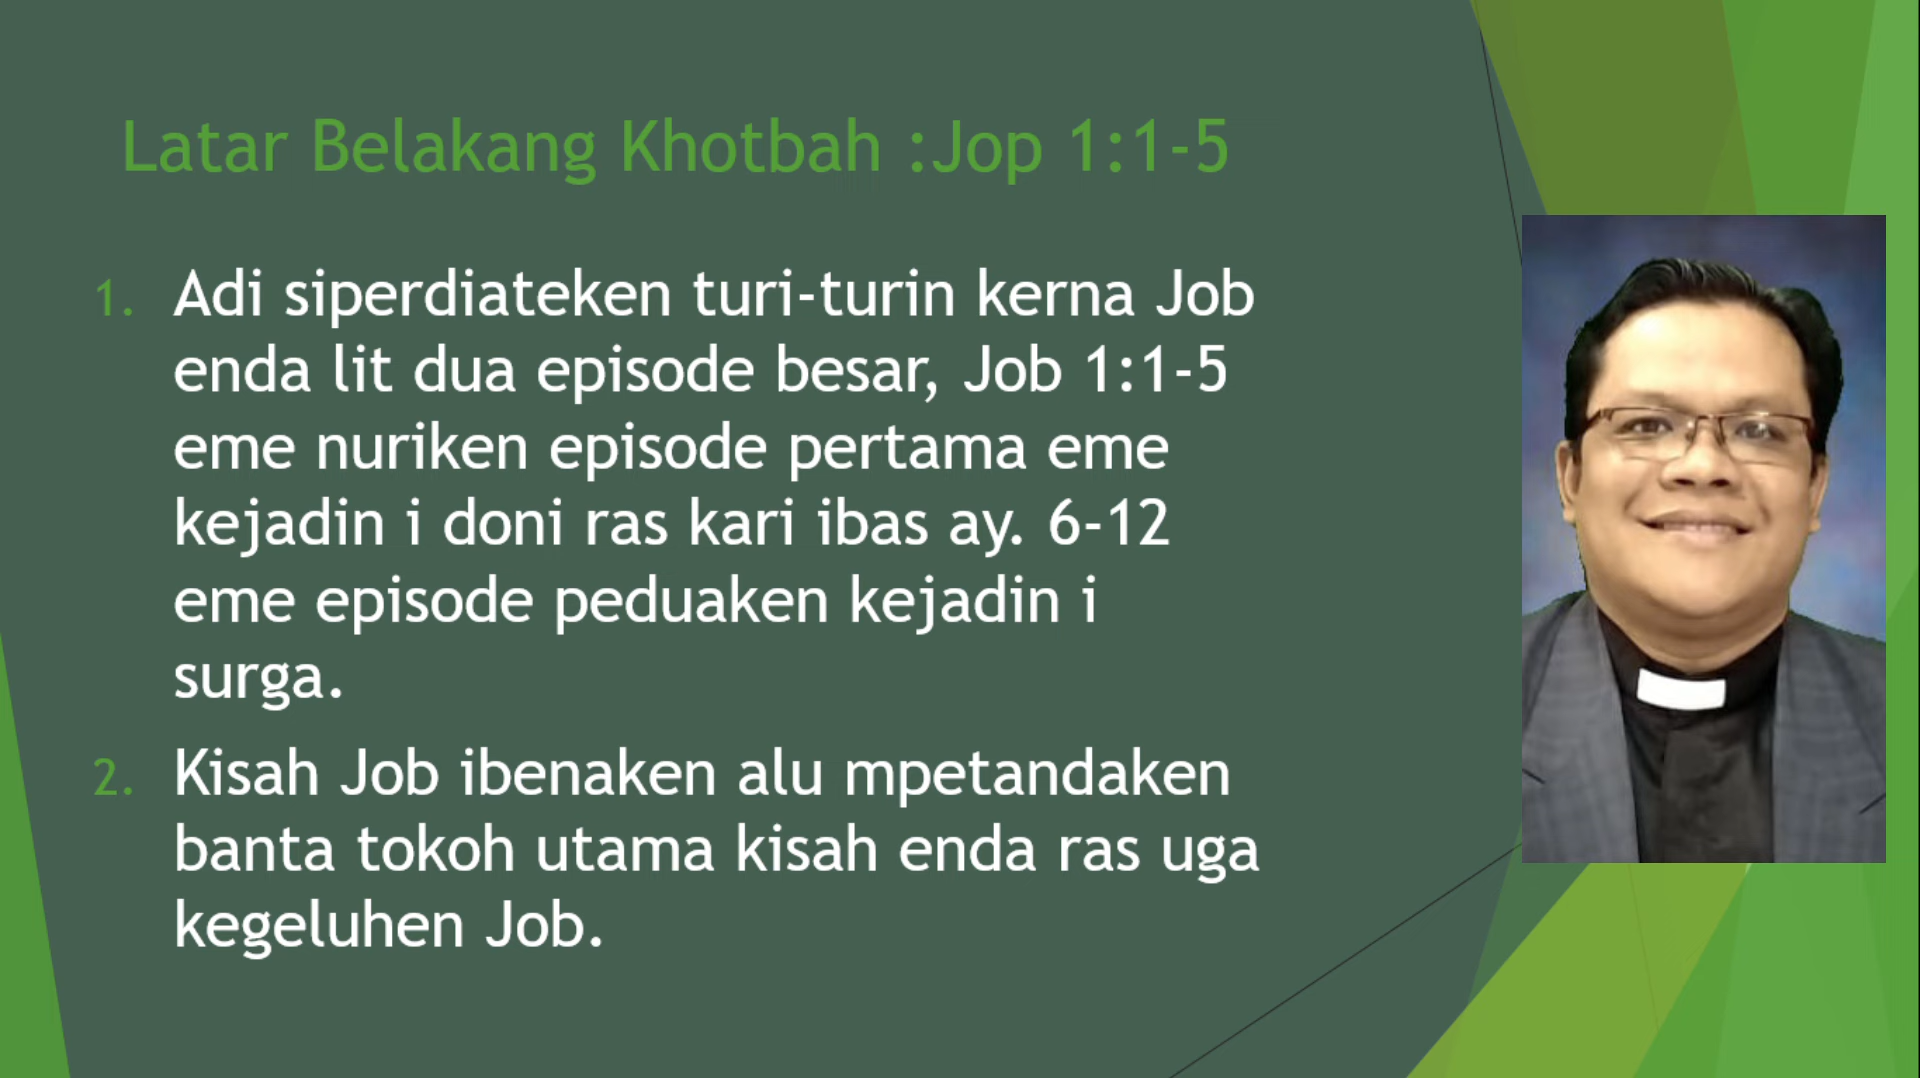 Latar Belakang Khotbah :Jop 1:1-5
1. Adi siperdiateken turi-turin kerna Job
enda lit dua episode besar, Job 1:1-5
eme nuriken episode pertama eme
kejadin i doni ras kari ibas ay. 6-12
eme episode peduaken kejadin i
surga.
2. Kisah Job ibenaken alu mpetandaken
banta tokoh utama kisah enda ras uga
kegeluhen Job.